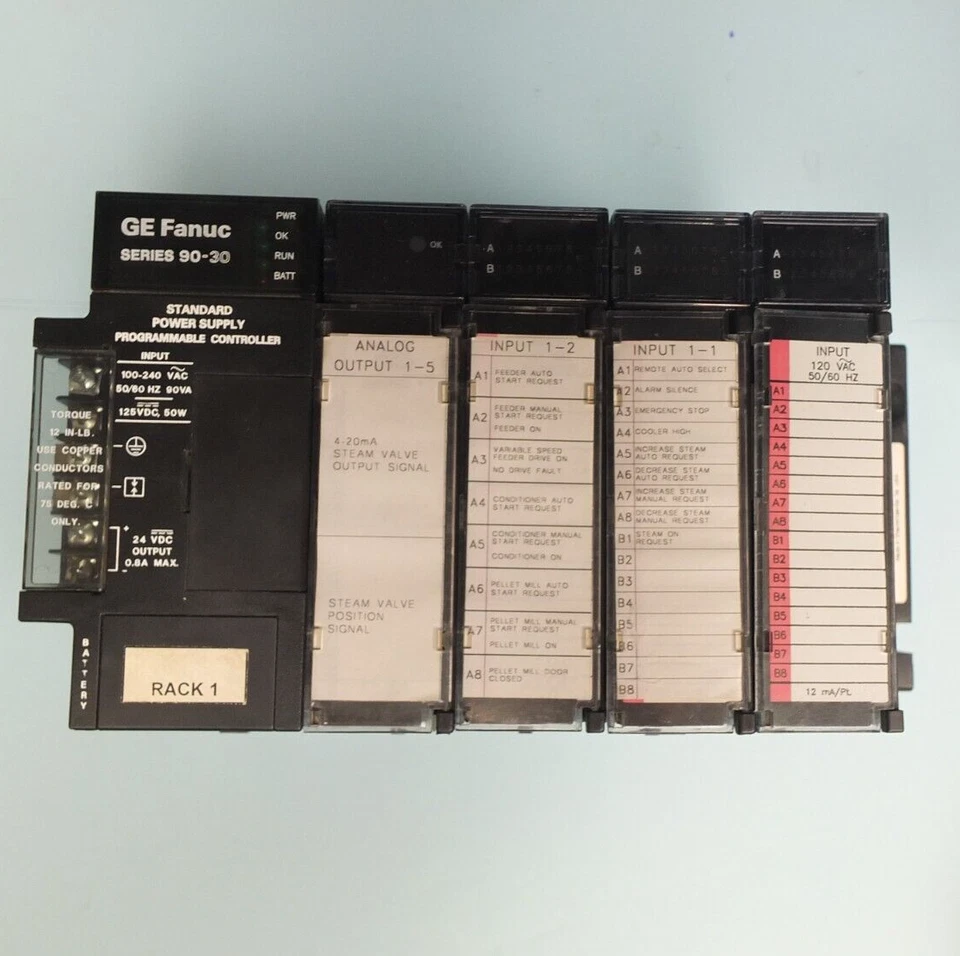 GE Fanuc
SERIES 90-30
PWR
OK
RUN
BATT
STANDARD
POWER SUPPLY
PROGRAMMABLE CONTROLLER
INPUT
100-240 VAC
50/60 HZ 90VA
125VDC, 50W
TORQUE
12 IN-LB.
USE COPPER
CONDUCTORS
RATED FOR
75 DEG. C
ONLY.
+
24 VDC
OUTPUT
0.8A MAX.
-
BATTERY
RACK 1
OK
ANALOG
OUTPUT 1-5
4-20mA
STEAM VALVE
OUTPUT SIGNAL
STEAM VALVE
POSITION
SIGNAL
A
B
INPUT 1-2
A1 FEEDER AUTO
START REQUEST
A2 FEEDER MANUAL
START REQUEST
FEEDER ON
A3 VARIABLE SPEED
FEEDER DRIVE ON
NO DRIVE FAULT
A4 CONDITIONER AUTO
START REQUEST
A5 CONDITIONER MANUAL
START REQUEST
CONDITIONER ON
A6 PELLET MILL AUTO
START REQUEST
A7 PELLET MILL MANUAL
START REQUEST
PELLET MILL ON
A8 PELLET MILL DOOR
CLOSED
A
B
INPUT 1-1
A1 REMOTE AUTO SELECT
A2 ALARM SILENCE
A3 EMERGENCY STOP
A4 COOLER HIGH
A5 INCREASE STEAM
AUTO REQUEST
A6 DECREASE STEAM
AUTO REQUEST
A7 INCREASE STEAM
MANUAL REQUEST
A8 DECREASE STEAM
MANUAL REQUEST
B1 STEAM ON
REQUEST
B2
B3
B4
B5
B6
B7
B8
A
B
INPUT
120 VAC
50/60 HZ
A1
A2
A3
A4
A5
A6
A7
A8
B1
B2
B3
B4
B5
B6
B7
B8
12 mA/Pt.